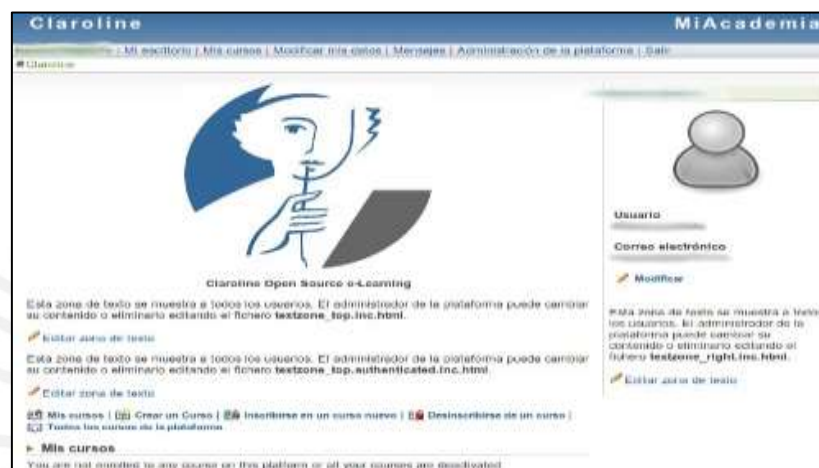 Claroline
MiAcademia
| Mi escritorio | Mis cursos | Modificar mis datos | Mensajes | Administración de la plataforma | Salir
Claroline
Claroline Open Source e-Learning
Esta zona de texto se muestra a todos los usuarios. El administrador de la plataforma puede cambiar
su contenido o eliminarlo editando el fichero textzone_top.inc.html.
Editar zona de texto
Esta zona de texto se muestra a todos los usuarios. El administrador de la plataforma puede cambiar
su contenido o eliminarlo editando el fichero textzone_top.authenticated.inc.html.
Editar zona de texto
Mis cursos | Crear un Curso | Inscribirse en un curso nuevo | Desinscribirse de un curso |
Todos los cursos de la plataforma
Mis cursos
You are not enrolled to any course on this platform or all your courses are deactivated
Usuario
Correo electrónico
Modificar
Esta zona de texto se muestra a todos
los usuarios. El administrador de la
plataforma puede cambiar su
contenido o eliminarlo editando el
fichero textzone_right.inc.html.
Editar zona de texto